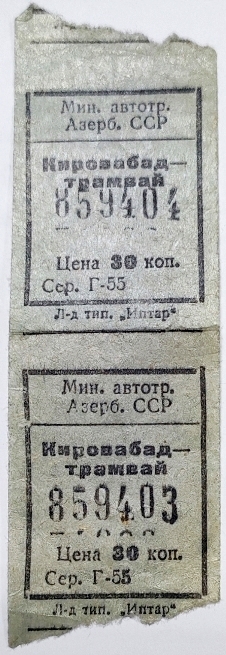 Мин. автотр.
Азерб. ССР
Кировабад—
трамвай
859404
Цена 30 коп.
Сер. Г-55
Л-д тип. „Иптар“
Мин. автотр.
Азерб. ССР
Кировабад—
трамвай
859403
Цена 30 коп.
Сер. Г-55
Л-д тип. „Иптар“